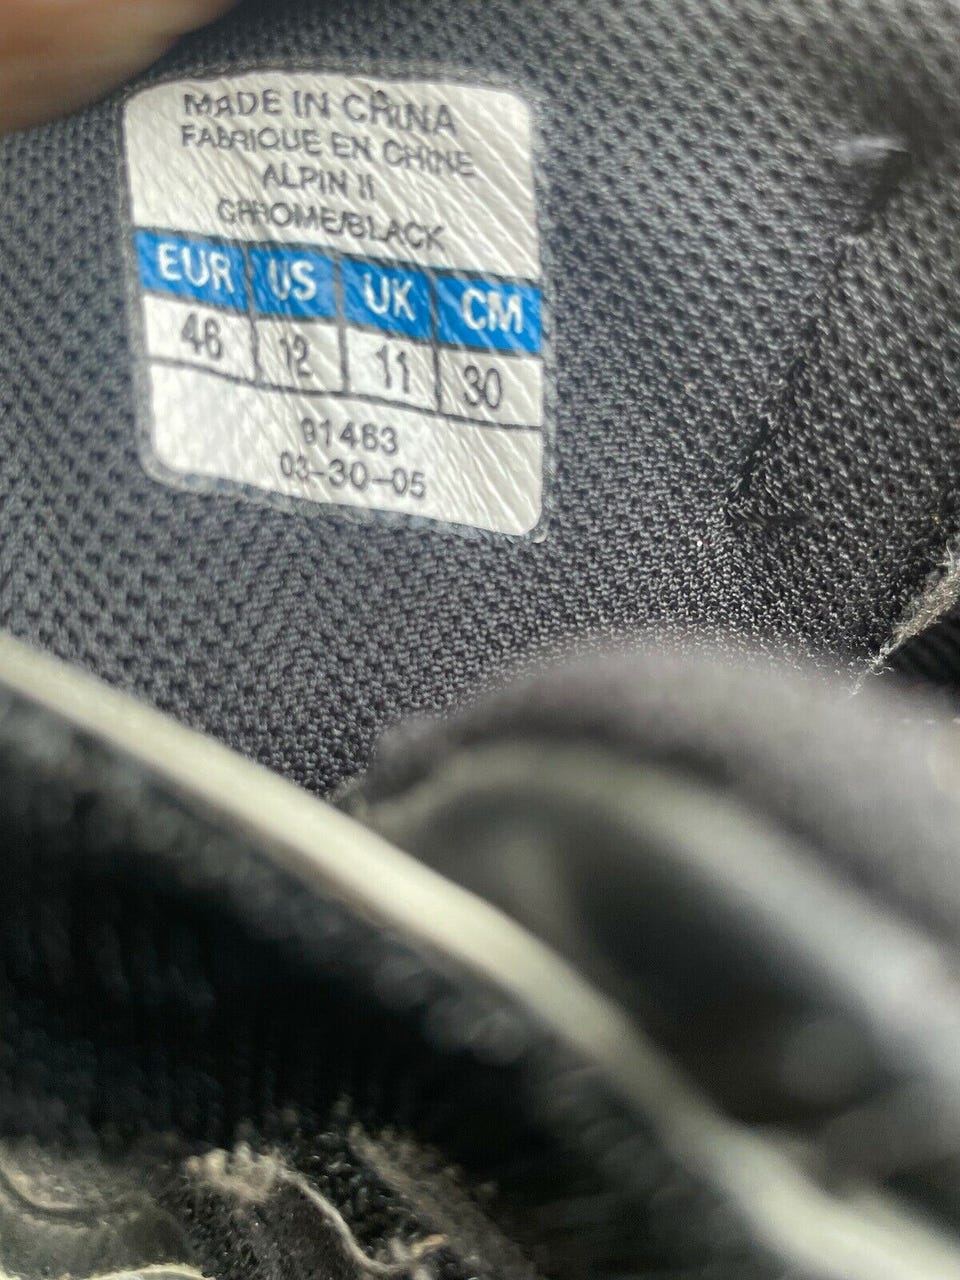 MADE IN CHINA
FABRIQUE EN CHINE
ALPIN II
CHROME/BLACK
EUR US UK CM
46 12 11 30
91463
03-30-05